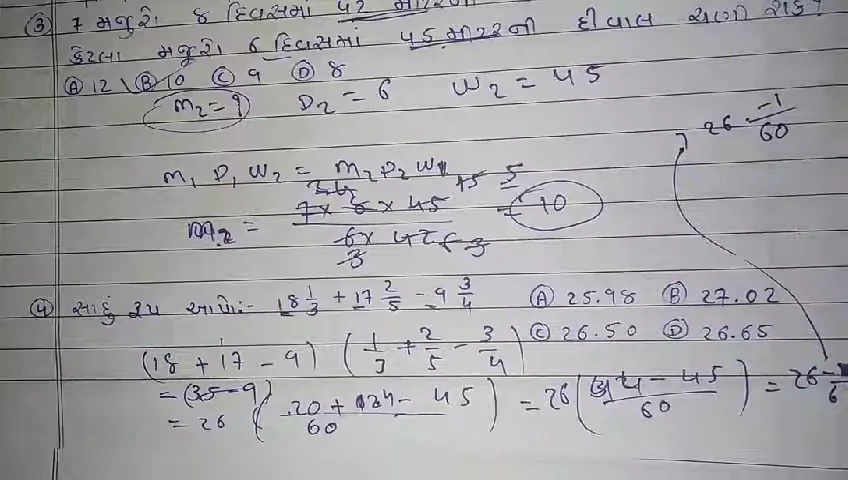 ③ 7 મજુરો 8 દિવસમાં 42
કેટલા મજૂરો 6 દિવસમાં 45 મીટરની દીવાલ ચણી શકે?
Ⓐ 12 Ⓑ 10 Ⓒ 9 Ⓓ 8
m₂ = ? D₂ = 6 W₂ = 45
26 -1/60
M₁ D₁ W₂ = M₂ D₂ W₁
M₂ = 7 × 8 × 45 / 6 × 42 = 10
④ સાદું રૂપ આપો:- 18 1/3 + 17 2/5 - 9 3/4 Ⓐ 25.98 Ⓑ 27.02
Ⓒ 26.50 Ⓓ 26.65
(18 + 17 - 9) (1/3 + 2/5 - 3/4)
= (35-9)
= 26 (20 + 24 - 45 / 60) = 26 (44 - 45 / 60) = 26 -1/6